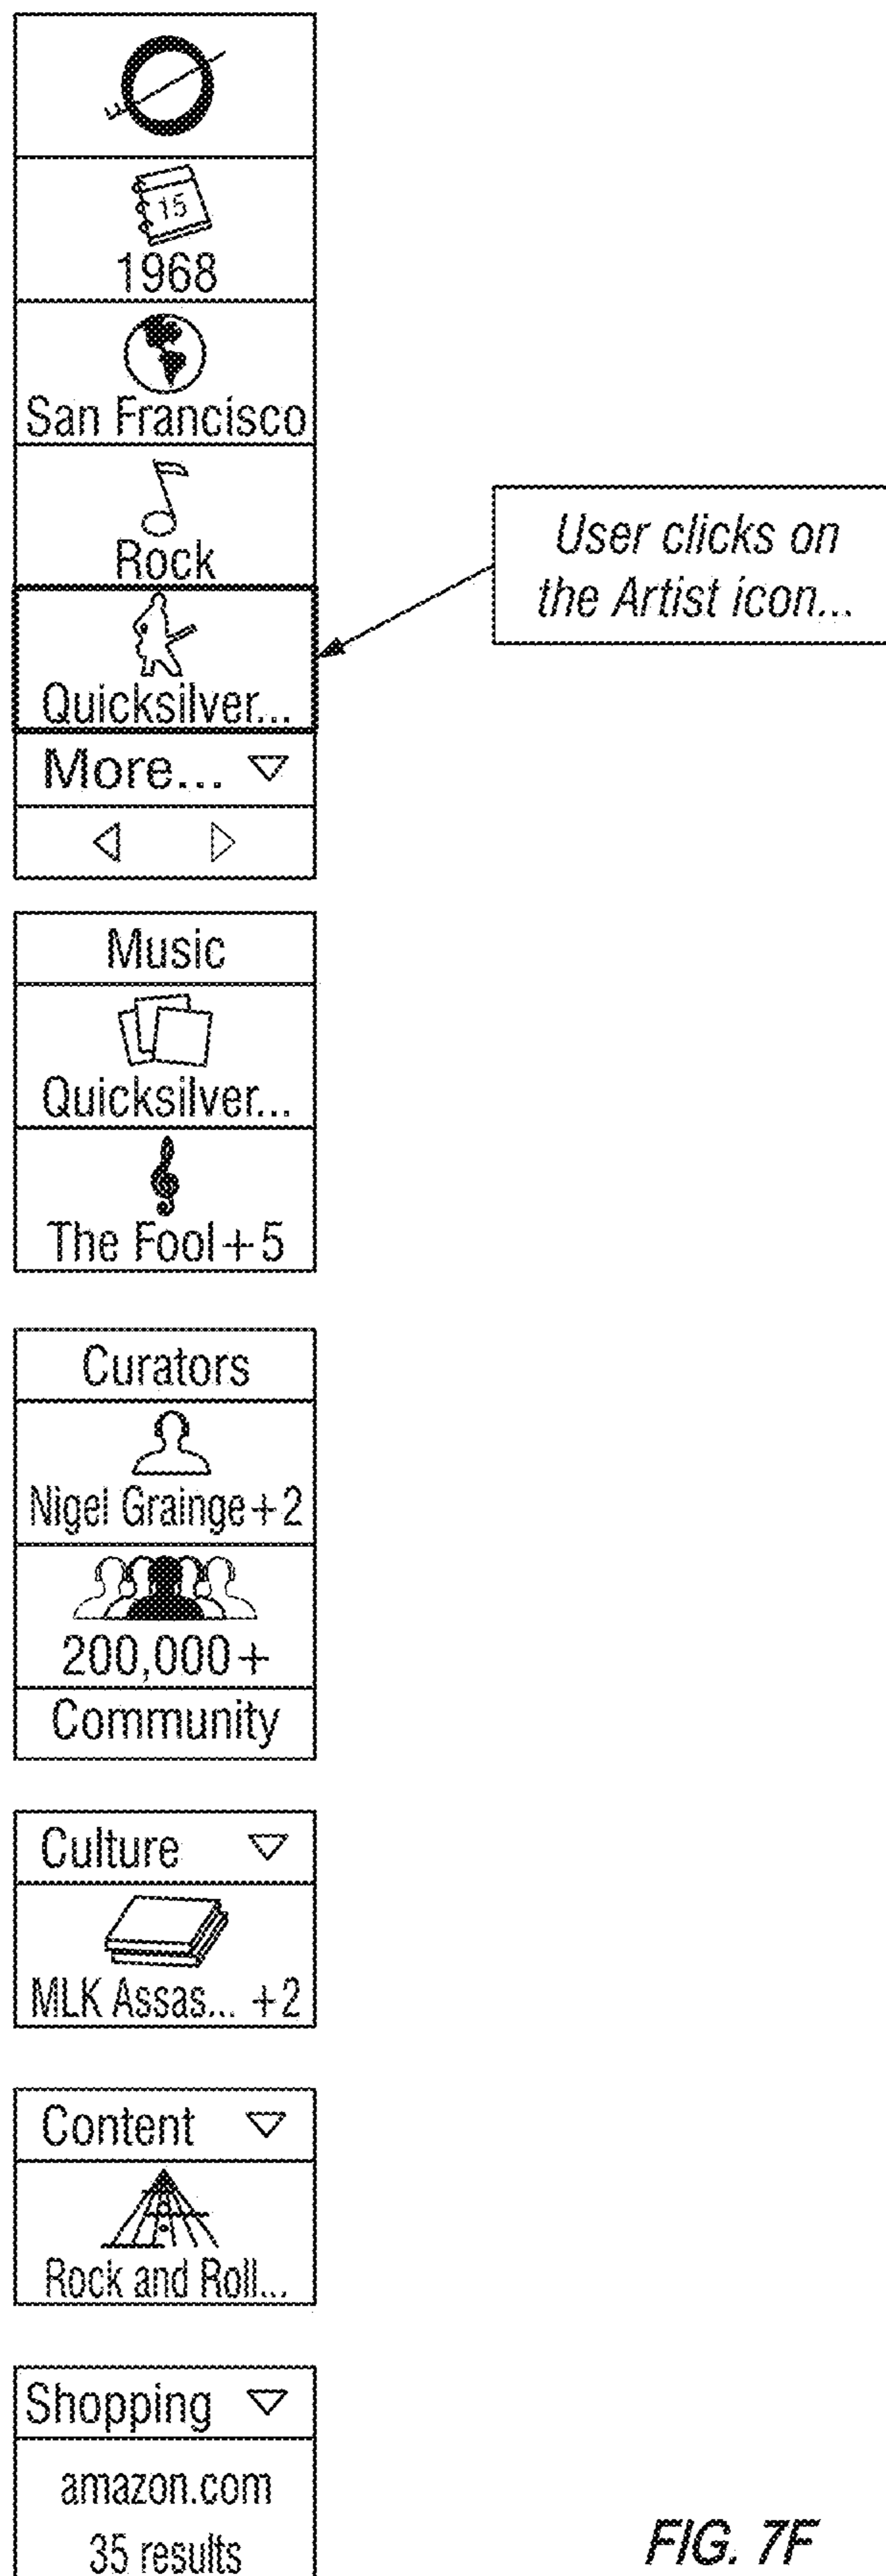 15
1968
San Francisco
Rock
Quicksilver...
User clicks on
the Artist icon...
More...
Music
Quicksilver...
The Fool+5
Curators
Nigel Grainge+2
200,000+
Community
Culture
MLK Assas... +2
Content
Rock and Roll...
Shopping
amazon.com
35 results
FIG. 7F